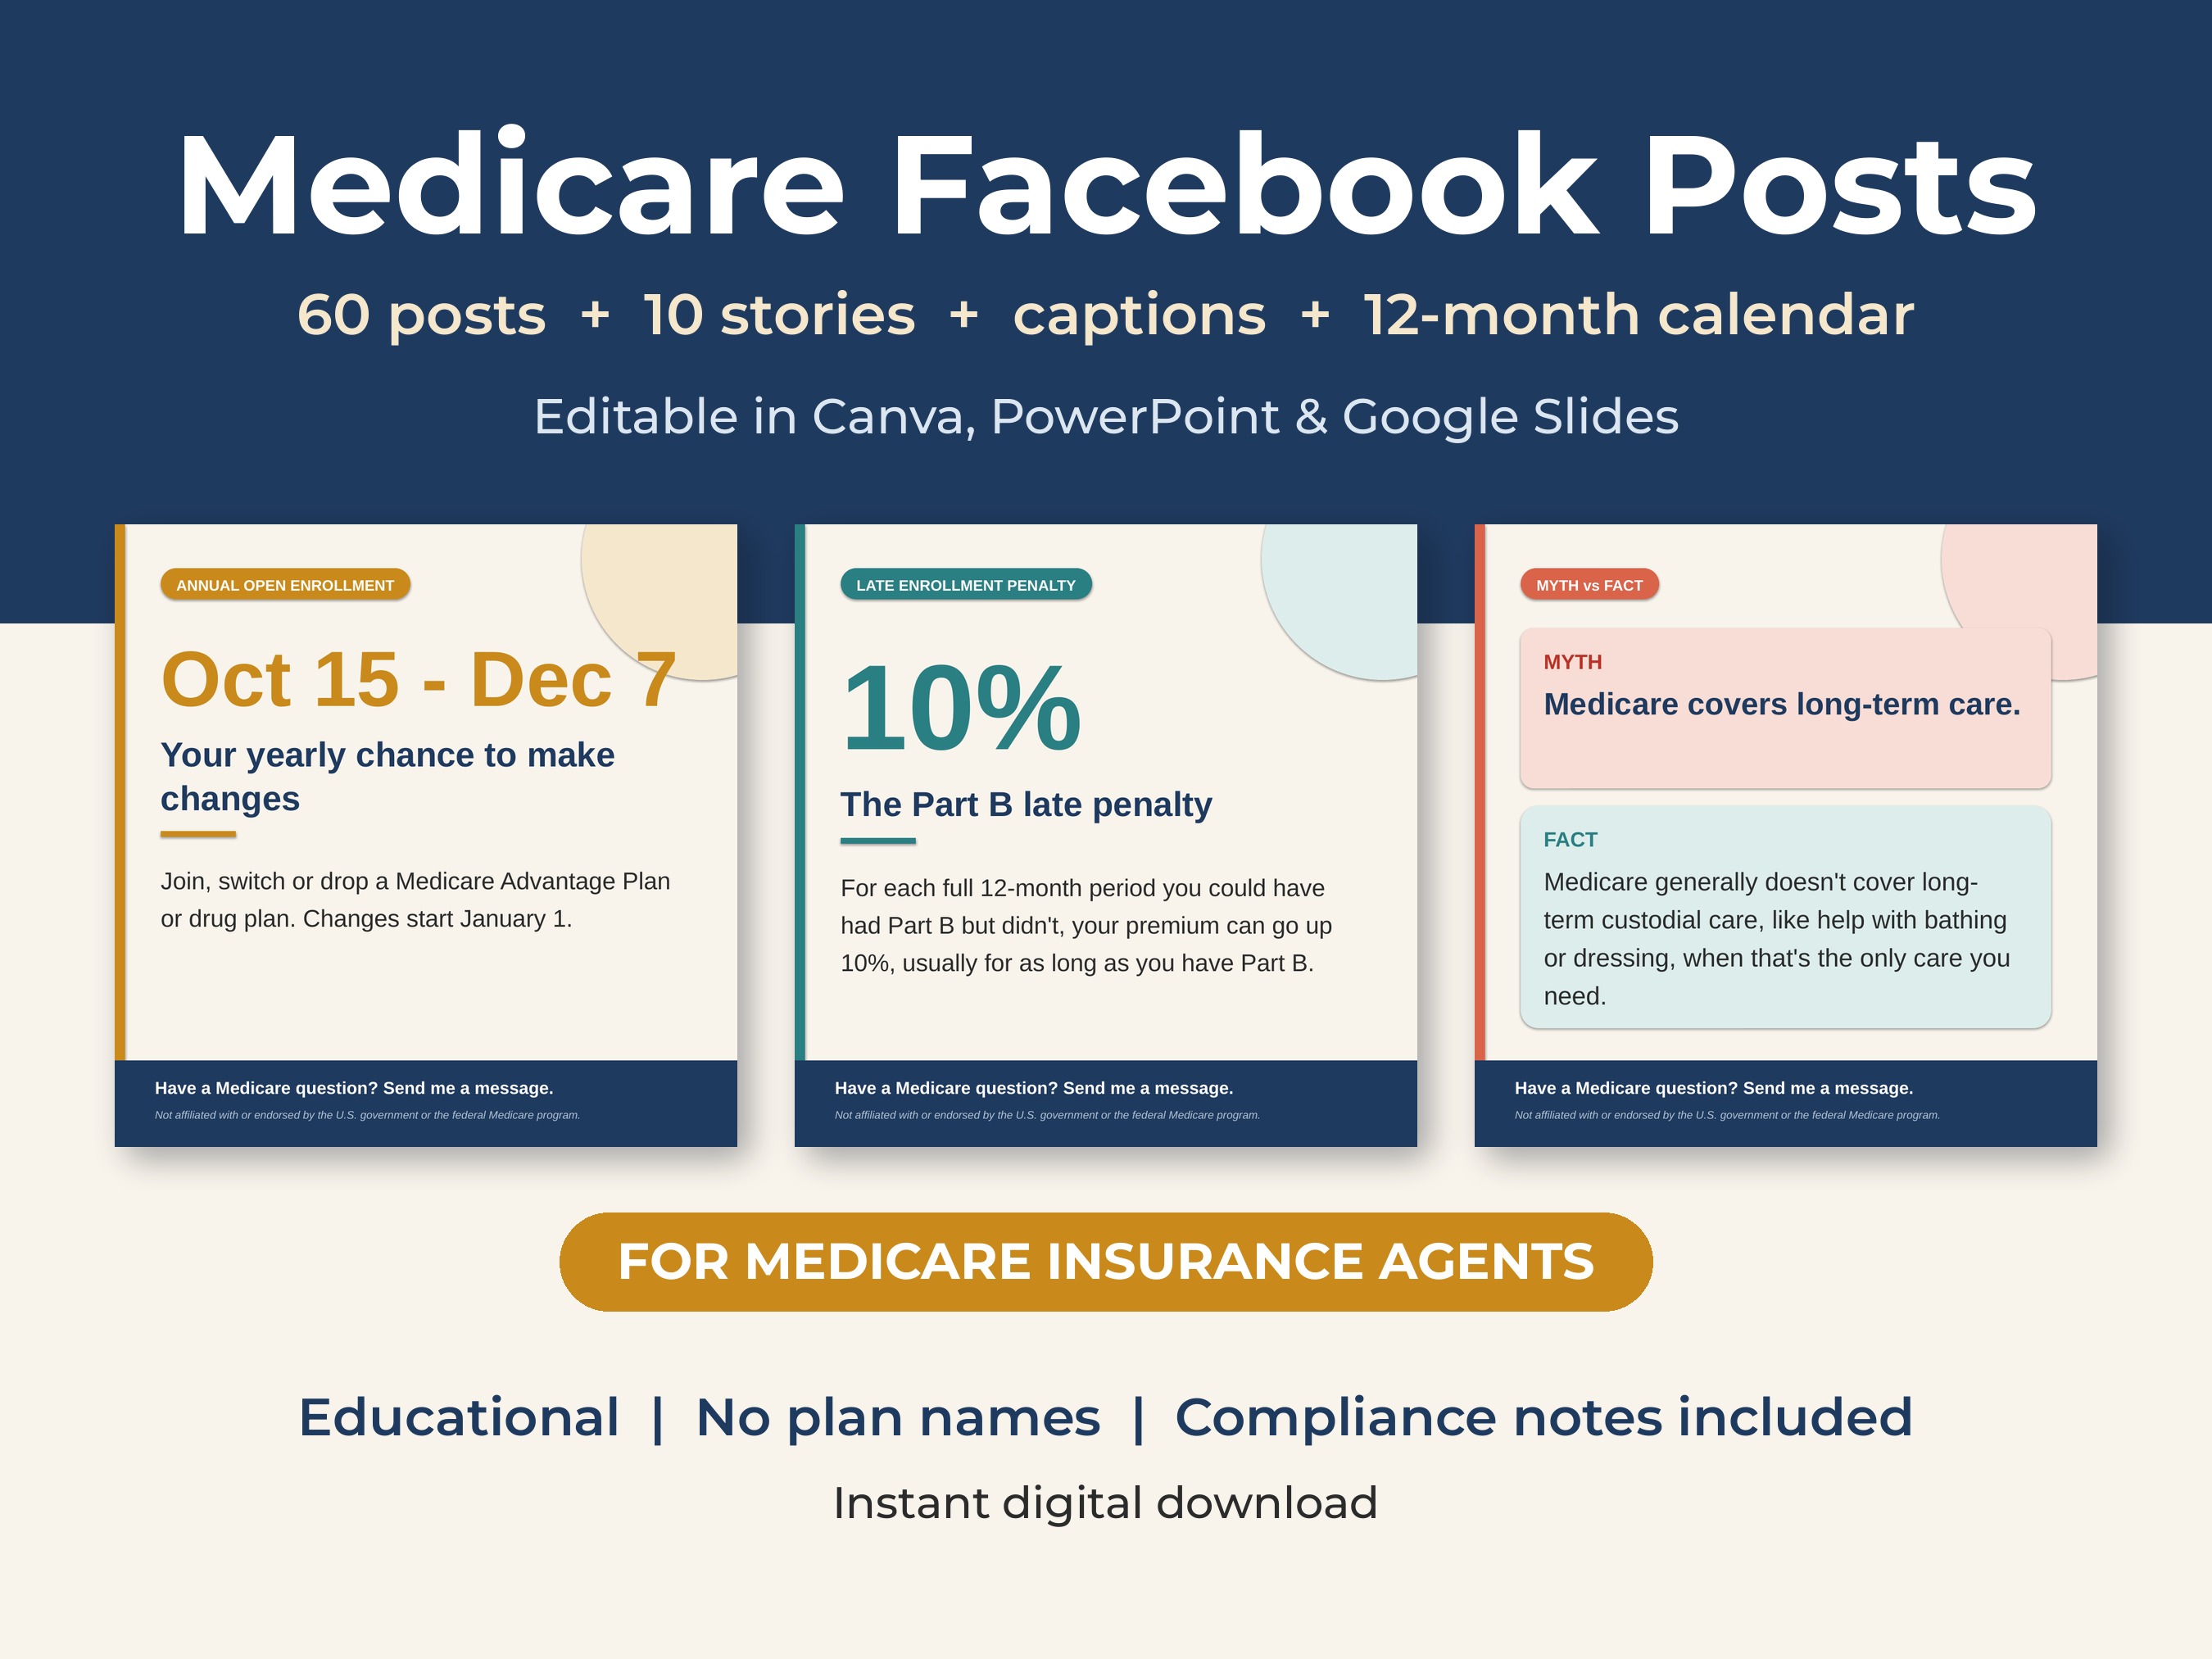 Medicare Facebook Posts
60 posts + 10 stories + captions + 12-month calendar
Editable in Canva, PowerPoint & Google Slides
ANNUAL OPEN ENROLLMENT
Oct 15 - Dec 7
Your yearly chance to make
changes
Join, switch or drop a Medicare Advantage Plan
or drug plan. Changes start January 1.
Have a Medicare question? Send me a message.
Not affiliated with or endorsed by the U.S. government or the federal Medicare program.
LATE ENROLLMENT PENALTY
10%
The Part B late penalty
For each full 12-month period you could have
had Part B but didn't, your premium can go up
10%, usually for as long as you have Part B.
Have a Medicare question? Send me a message.
Not affiliated with or endorsed by the U.S. government or the federal Medicare program.
MYTH vs FACT
MYTH
Medicare covers long-term care.
FACT
Medicare generally doesn't cover long-
term custodial care, like help with bathing
or dressing, when that's the only care you
need.
Have a Medicare question? Send me a message.
Not affiliated with or endorsed by the U.S. government or the federal Medicare program.
FOR MEDICARE INSURANCE AGENTS
Educational | No plan names | Compliance notes included
Instant digital download